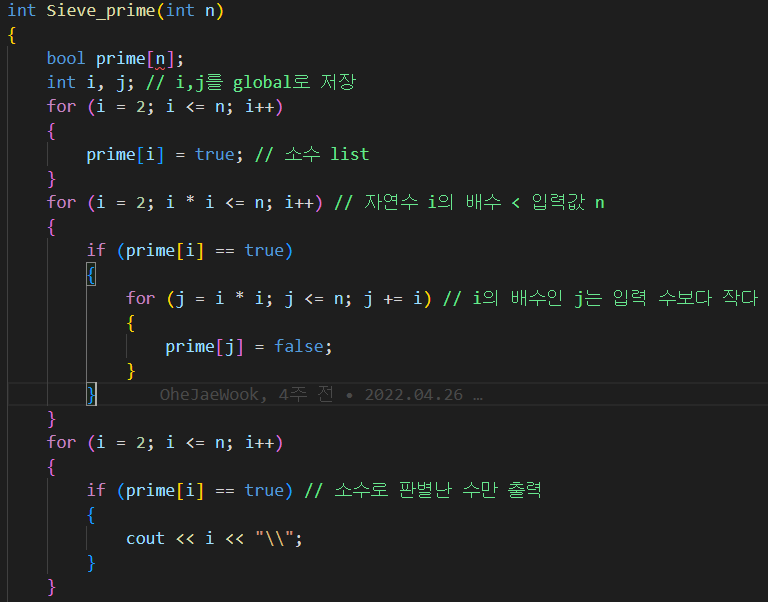 int Sieve_prime(int n)
{
    bool prime[n];
    int i, j; // i,j를 global로 저장
    for (i = 2; i <= n; i++)
    {
        prime[i] = true; // 소수 list
    }
    for (i = 2; i * i <= n; i++) // 자연수 i의 배수 < 입력값 n
    {
        if (prime[i] == true)
        {
            for (j = i * i; j <= n; j += i) // i의 배수인 j는 입력 수보다 작다
            {
                prime[j] = false;
            }
        }    OheJaeWook, 4주 전 • 2022.04.26 …
    }
    for (i = 2; i <= n; i++)
    {
        if (prime[i] == true) // 소수로 판별난 수만 출력
        {
            cout << i << "\\";
        }
    }